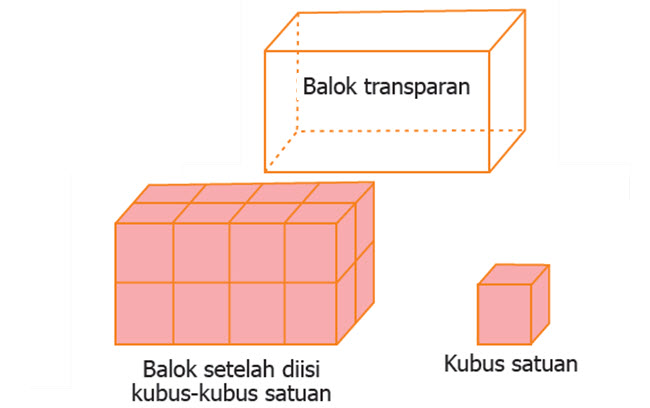 Balok transparan
Balok setelah diisi
kubus-kubus satuan
Kubus satuan